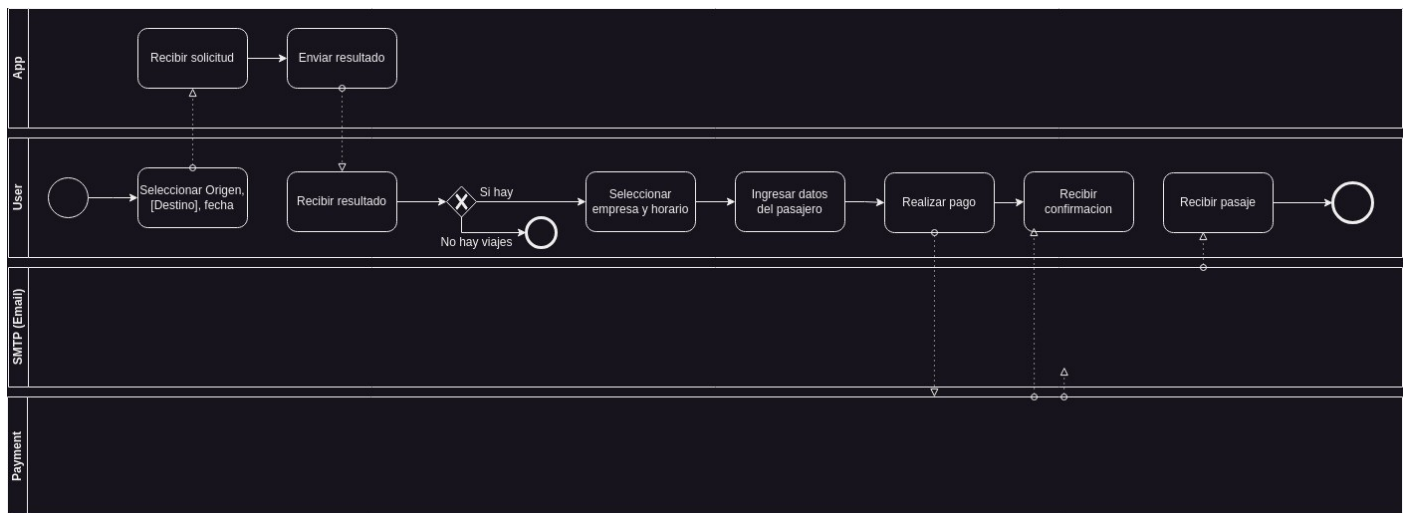 App
Recibir solicitud
Enviar resultado
User
Seleccionar Origen,
[Destino], fecha
Recibir resultado
Si hay
No hay viajes
Seleccionar
empresa y horario
Ingresar datos
del pasajero
Realizar pago
Recibir
confirmacion
Recibir pasaje
SMTP (Email)
Payment